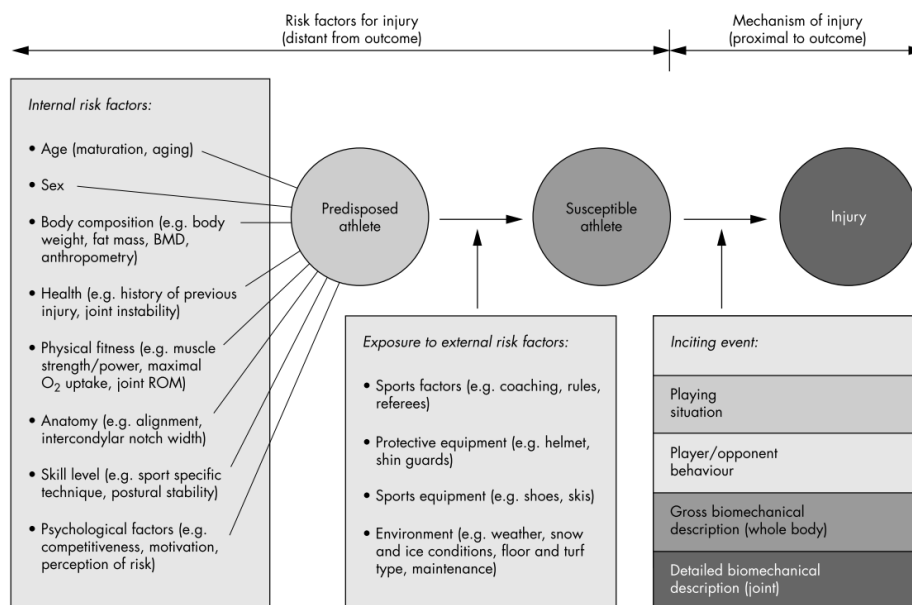 Risk factors for injury
(distant from outcome)
Mechanism of injury
(proximal to outcome)
Internal risk factors:
• Age (maturation, aging)
• Sex
• Body composition (e.g. body
weight, fat mass, BMD,
anthropometry)
• Health (e.g. history of previous
injury, joint instability)
• Physical fitness (e.g. muscle
strength/power, maximal
O₂ uptake, joint ROM)
• Anatomy (e.g. alignment,
intercondylar notch width)
• Skill level (e.g. sport specific
technique, postural stability)
• Psychological factors (e.g.
competitiveness, motivation,
perception of risk)
Predisposed
athlete
Susceptible
athlete
Injury
Exposure to external risk factors:
• Sports factors (e.g. coaching, rules,
referees)
• Protective equipment (e.g. helmet,
shin guards)
• Sports equipment (e.g. shoes, skis)
• Environment (e.g. weather, snow
and ice conditions, floor and turf
type, maintenance)
Inciting event:
Playing
situation
Player/opponent
behaviour
Gross biomechanical
description (whole body)
Detailed biomechanical
description (joint)